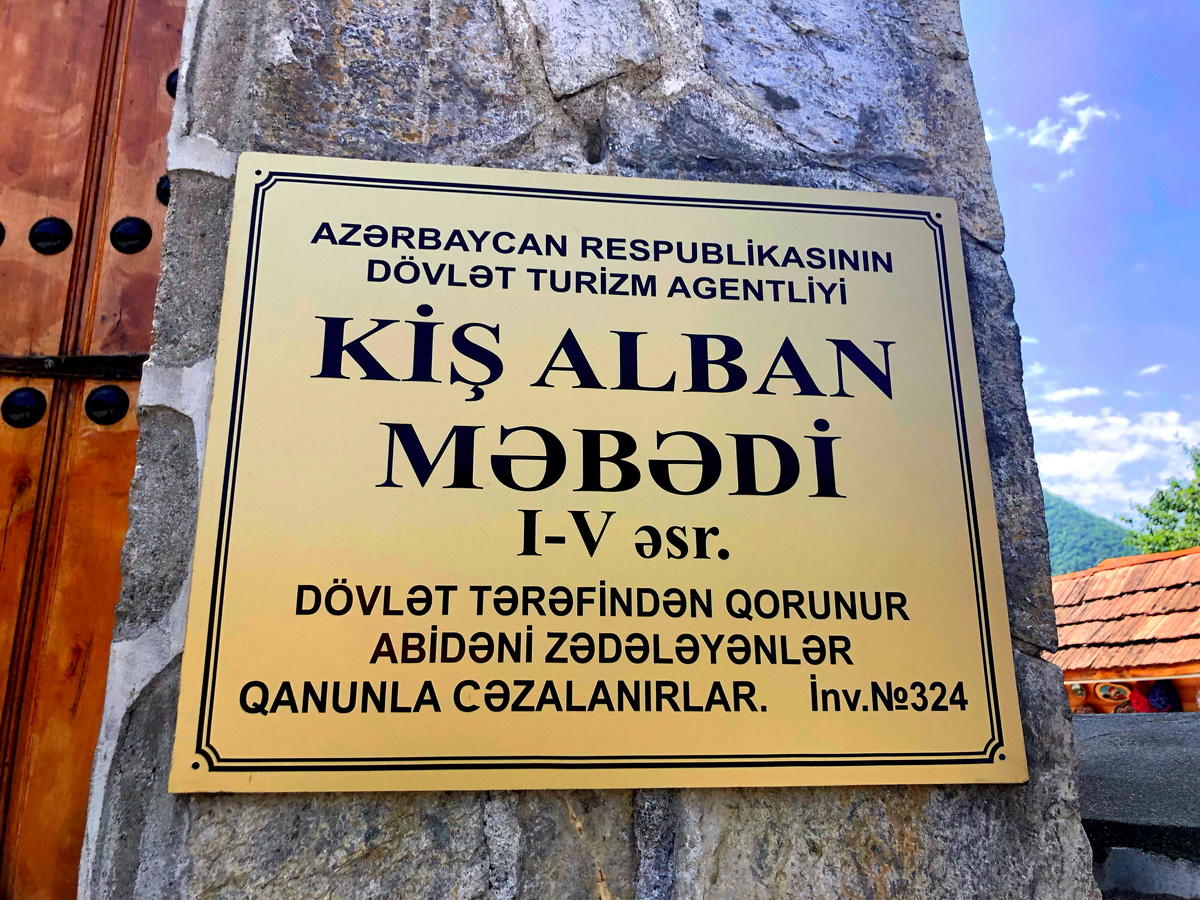 AZƏRBAYCAN RESPUBLİKASININ
DÖVLƏT TURİZM AGENTLİYİ
KİŞ ALBAN
MƏBƏDİ
I-V əsr.
DÖVLƏT TƏRƏFİNDƏN QORUNUR
ABİDƏNİ ZƏDƏLƏYƏNLƏR
QANUNLA CƏZALANIRLAR. İnv.№324